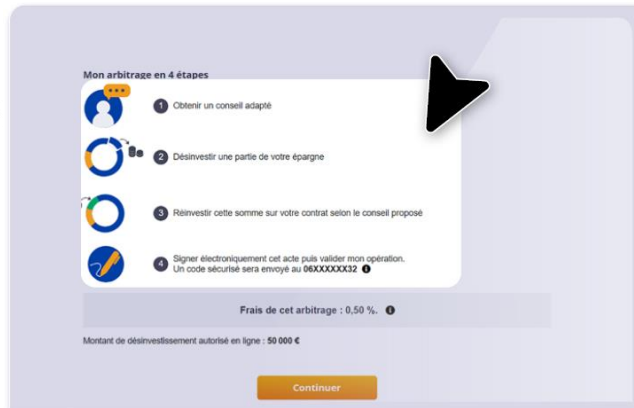 Mon arbitrage en 4 étapes
1 Obtenir un conseil adapté
2 Désinvestir une partie de votre épargne
3 Réinvestir cette somme sur votre contrat selon le conseil proposé
4 Signer électroniquement cet acte puis valider mon opération.
Un code sécurisé sera envoyé au 06XXXXXX32 i
Frais de cet arbitrage : 0,50 %. i
Montant de désinvestissement autorisé en ligne : 50 000 €
Continuer